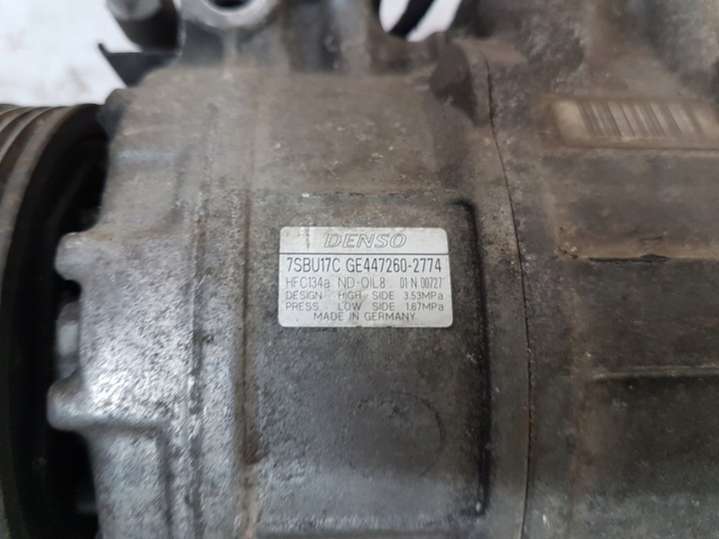 DENSO
7SBU17C GE447260-2774
HFC134a ND-OIL8 01 N 00727
DESIGN HIGH SIDE 3.53MPa
PRESS LOW SIDE 1.67MPa
MADE IN GERMANY